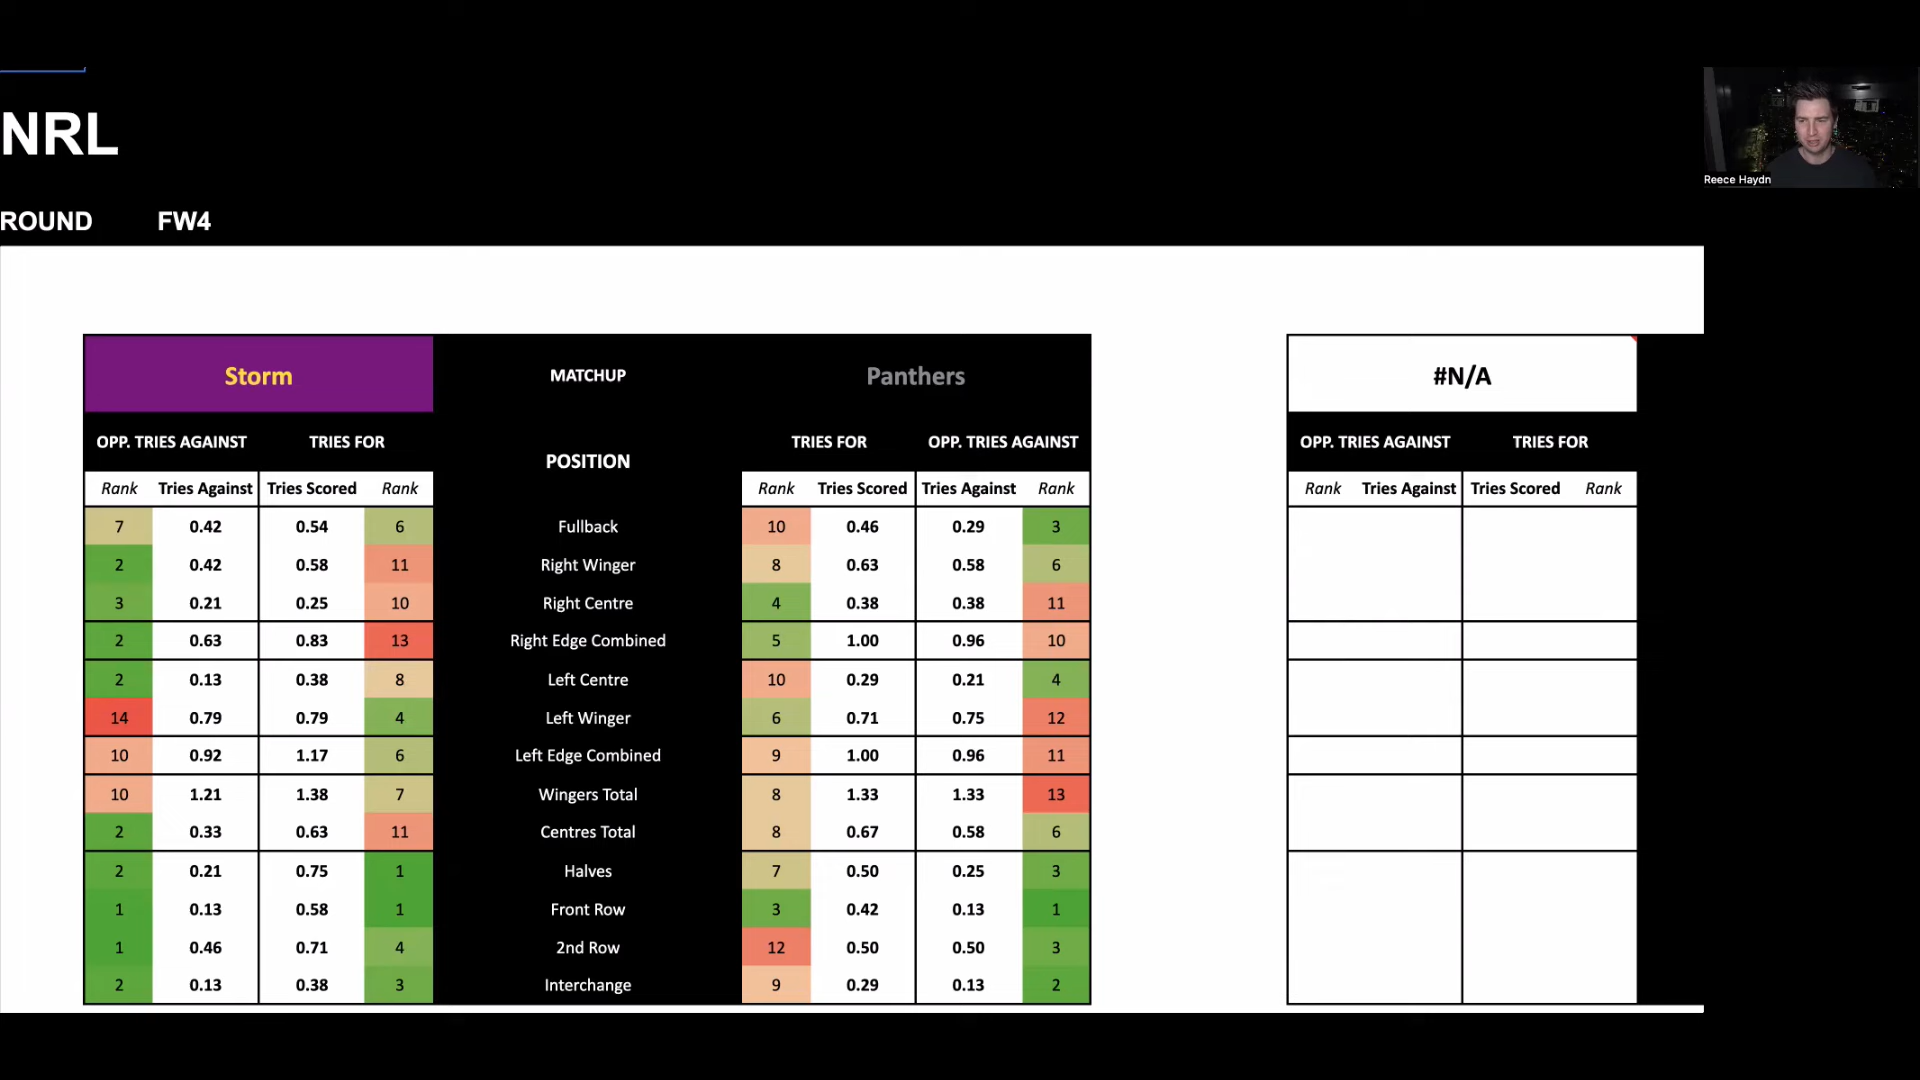 NRL
Reece Haydn
ROUND FW4
Storm MATCHUP Panthers #N/A
OPP. TRIES AGAINST TRIES FOR POSITION TRIES FOR OPP. TRIES AGAINST OPP. TRIES AGAINST TRIES FOR
Rank Tries Against Tries Scored Rank Rank Tries Scored Tries Against Rank Rank Tries Against Tries Scored Rank
7 0.42 0.54 6 Fullback 10 0.46 0.29 3
2 0.42 0.58 11 Right Winger 8 0.63 0.58 6
3 0.21 0.25 10 Right Centre 4 0.38 0.38 11
2 0.63 0.83 13 Right Edge Combined 5 1.00 0.96 10
2 0.13 0.38 8 Left Centre 10 0.29 0.21 4
14 0.79 0.79 4 Left Winger 6 0.71 0.75 12
10 0.92 1.17 6 Left Edge Combined 9 1.00 0.96 11
10 1.21 1.38 7 Wingers Total 8 1.33 1.33 13
2 0.33 0.63 11 Centres Total 8 0.67 0.58 6
2 0.21 0.75 1 Halves 7 0.50 0.25 3
1 0.13 0.58 1 Front Row 3 0.42 0.13 1
1 0.46 0.71 4 2nd Row 12 0.50 0.50 3
2 0.13 0.38 3 Interchange 9 0.29 0.13 2